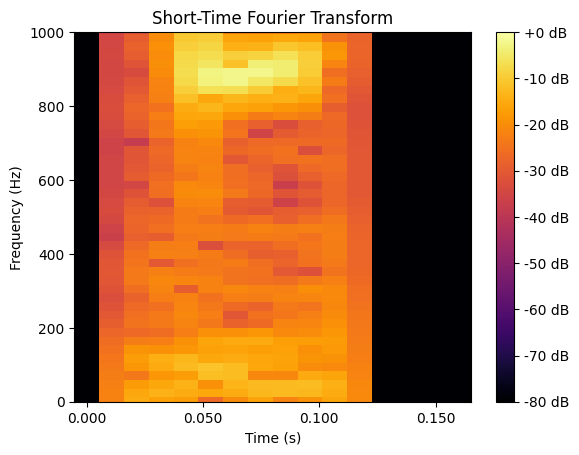 Short-Time Fourier Transform
1000
800
600
400
200
0
Frequency (Hz)
0.000
0.050
0.100
0.150
Time (s)
+0 dB
-10 dB
-20 dB
-30 dB
-40 dB
-50 dB
-60 dB
-70 dB
-80 dB